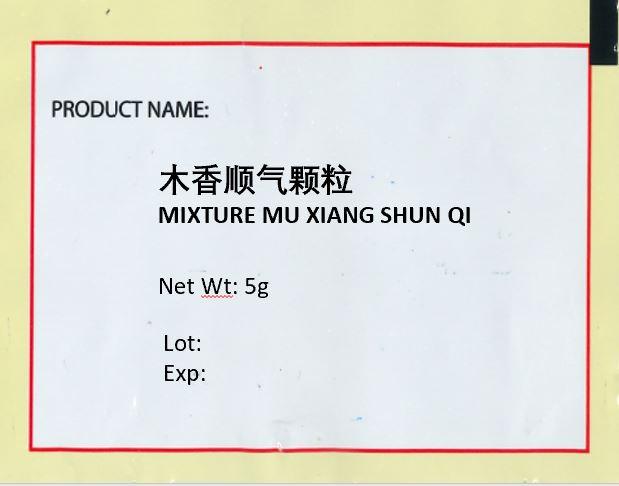 PRODUCT NAME:
木香顺气颗粒
MIXTURE MU XIANG SHUN QI
Net Wt: 5g
Lot:
Exp: